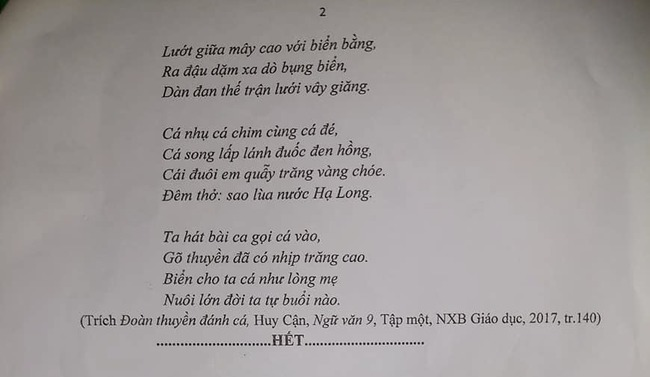 2
Lướt giữa mây cao với biển bằng,
Ra đậu dặm xa dò bụng biển,
Dàn đan thế trận lưới vây giăng.
Cá nhụ cá chim cùng cá đé,
Cá song lấp lánh đuốc đen hồng,
Cái đuôi em quẫy trăng vàng chóe.
Đêm thở: sao lùa nước Hạ Long.
Ta hát bài ca gọi cá vào,
Gõ thuyền đã có nhịp trăng cao.
Biển cho ta cá như lòng mẹ
Nuôi lớn đời ta tự buổi nào.
(Trích Đoàn thuyền đánh cá, Huy Cận, Ngữ văn 9, Tập một, NXB Giáo dục, 2017, tr.140)
..............................HẾT................................